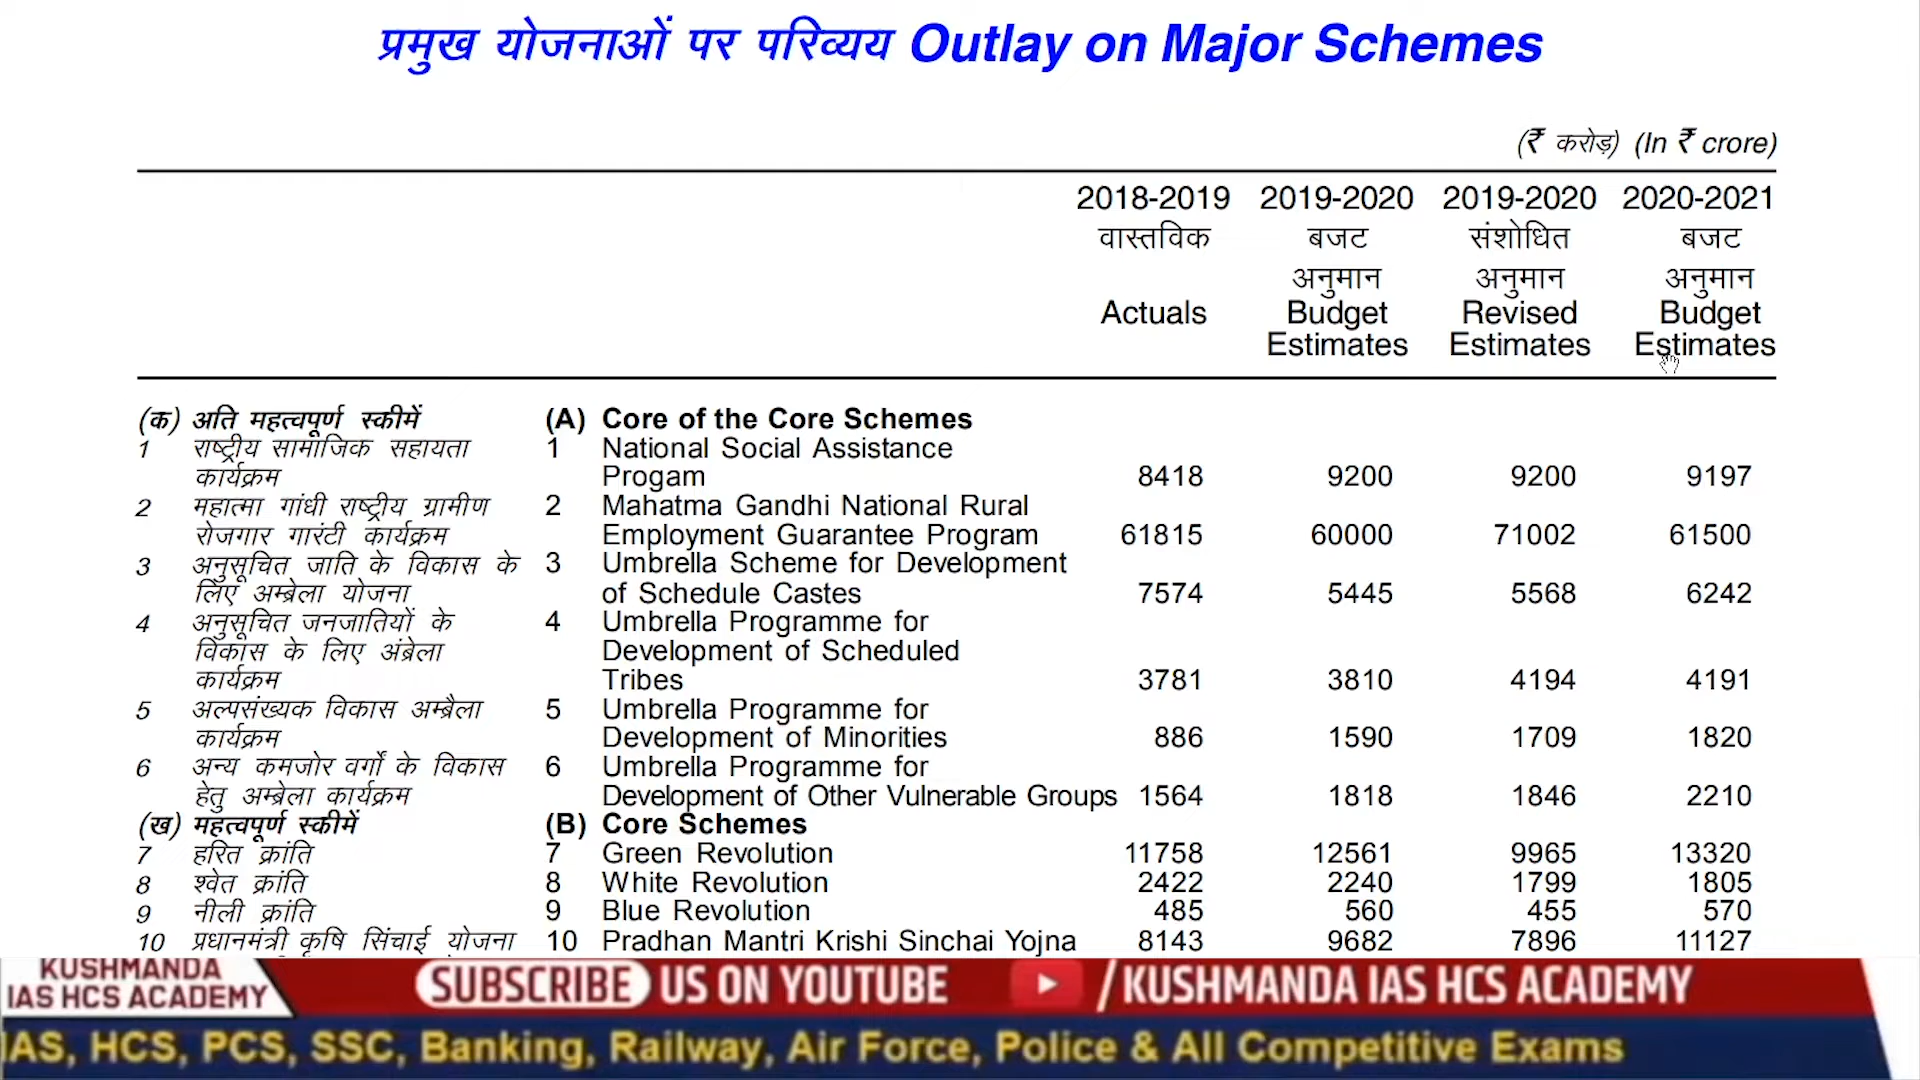 प्रमुख योजनाओं पर परिव्यय Outlay on Major Schemes
(₹ करोड़) (In ₹ crore)
2018-2019 2019-2020 2019-2020 2020-2021
वास्तविक बजट संशोधित बजट
अनुमान अनुमान अनुमान
Actuals Budget Revised Budget
Estimates Estimates Estimates
(क) अति महत्वपूर्ण स्कीमें (A) Core of the Core Schemes
1 राष्ट्रीय सामाजिक सहायता 1 National Social Assistance
कार्यक्रम Progam 8418 9200 9200 9197
2 महात्मा गांधी राष्ट्रीय ग्रामीण 2 Mahatma Gandhi National Rural
रोजगार गारंटी कार्यक्रम Employment Guarantee Program 61815 60000 71002 61500
3 अनुसूचित जाति के विकास के 3 Umbrella Scheme for Development
लिए अम्ब्रेला योजना of Schedule Castes 7574 5445 5568 6242
4 अनुसूचित जनजातियों के 4 Umbrella Programme for
विकास के लिए अंब्रेला Development of Scheduled
कार्यक्रम Tribes 3781 3810 4194 4191
5 अल्पसंख्यक विकास अम्ब्रैला 5 Umbrella Programme for
कार्यक्रम Development of Minorities 886 1590 1709 1820
6 अन्य कमजोर वर्गों के विकास 6 Umbrella Programme for
हेतु अम्ब्रेला कार्यक्रम Development of Other Vulnerable Groups 1564 1818 1846 2210
(ख) महत्वपूर्ण स्कीमें (B) Core Schemes
7 हरित क्रांति 7 Green Revolution 11758 12561 9965 13320
8 श्वेत क्रांति 8 White Revolution 2422 2240 1799 1805
9 नीली क्रांति 9 Blue Revolution 485 560 455 570
10 प्रधानमंत्री कृषि सिंचाई योजना 10 Pradhan Mantri Krishi Sinchai Yojna 8143 9682 7896 11127
KUSHMANDA
IAS HCS ACADEMY
SUBSCRIBE US ON YOUTUBE /KUSHMANDA IAS HCS ACADEMY
IAS, HCS, PCS, SSC, Banking, Railway, Air Force, Police & All Competitive Exams